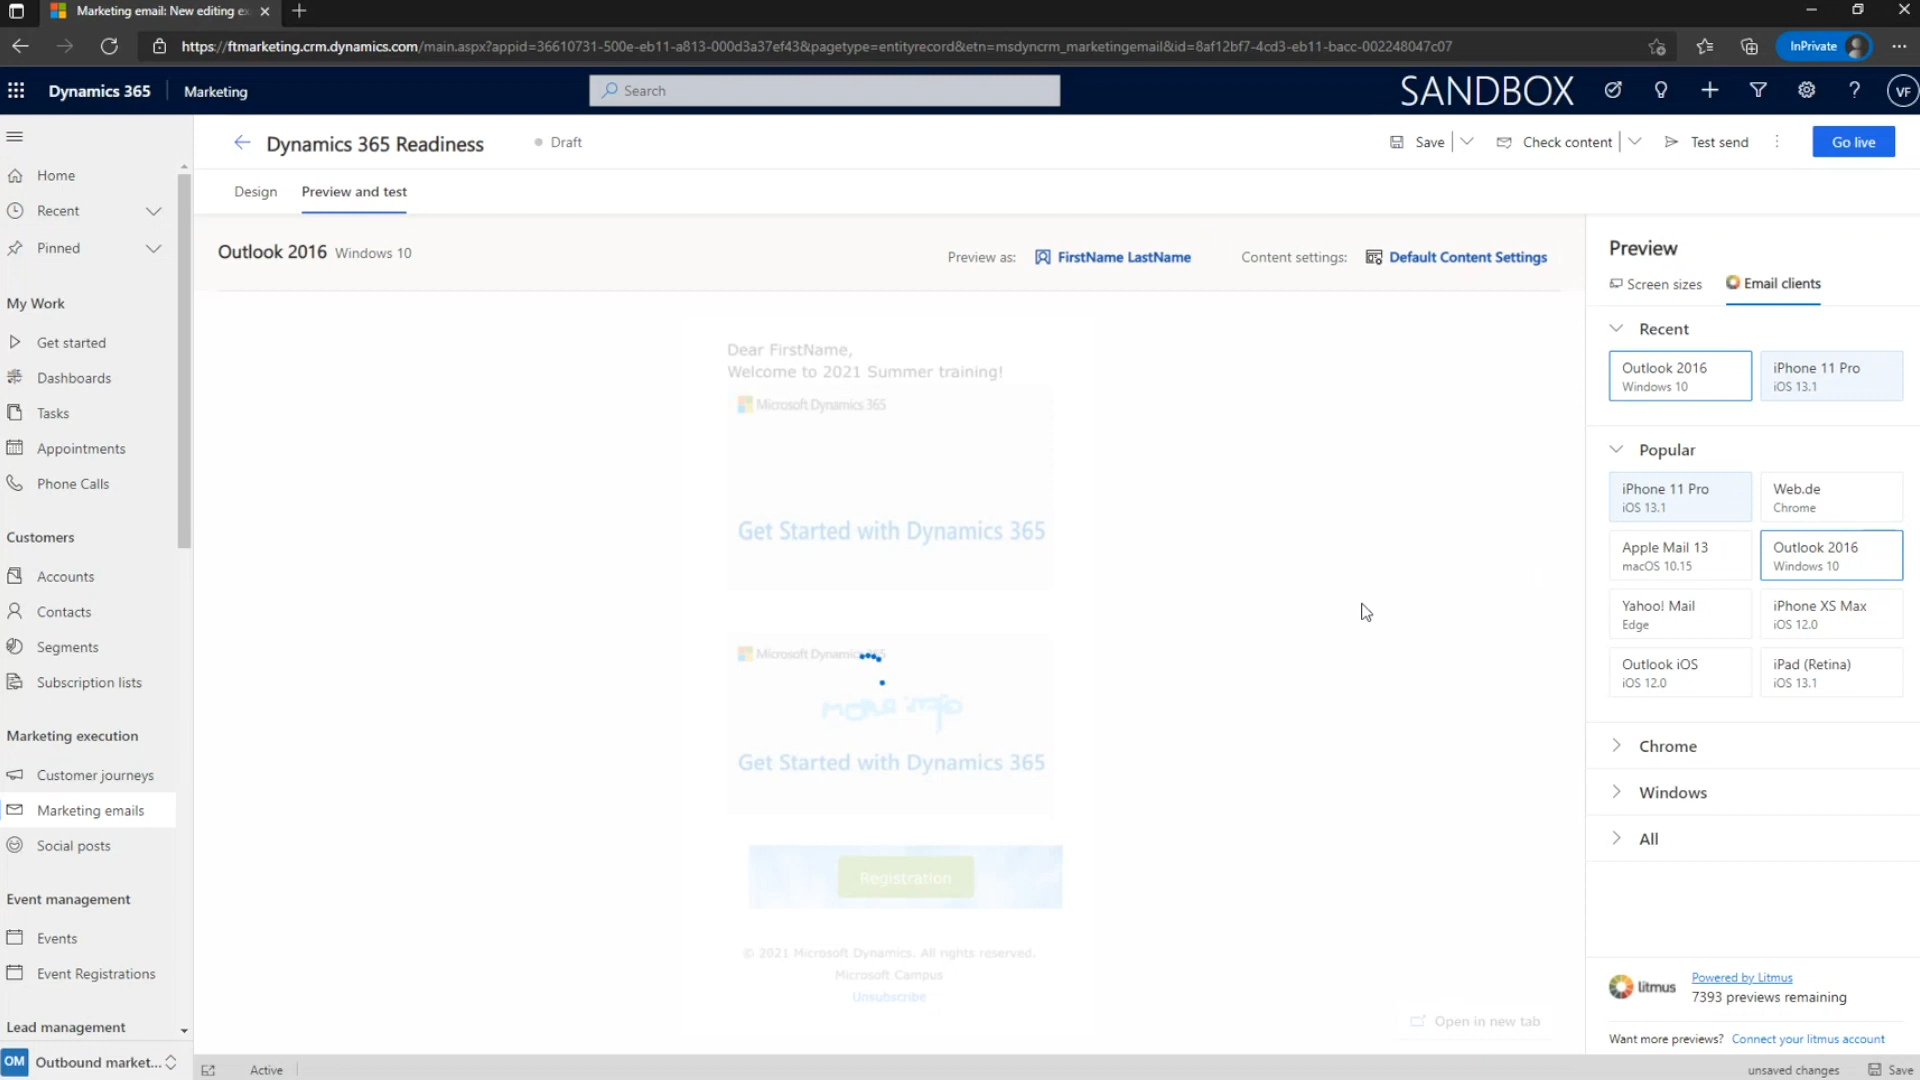 Marketing email: New editing e
https://ftmarketing.crm.dynamics.com/main.aspx?appid=36610731-500e-eb11-a813-000d3a37ef43&pagetype=entityrecord&etn=msdyncrm_marketingemail&id=8af12bf7-4cd3-eb11-bacc-002248047c07
InPrivate
Dynamics 365
Marketing
Search
SANDBOX
VF
Dynamics 365 Readiness
Draft
Save
Check content
Test send
Go live
Home
Recent
Pinned
My Work
Get started
Dashboards
Tasks
Appointments
Phone Calls
Customers
Accounts
Contacts
Segments
Subscription lists
Marketing execution
Customer journeys
Marketing emails
Social posts
Event management
Events
Event Registrations
Lead management
OM Outbound market...
Design
Preview and test
Outlook 2016 Windows 10
Preview as: FirstName LastName
Content settings: Default Content Settings
Dear FirstName,
Welcome to 2021 Summer training!
Microsoft Dynamics 365
Get Started with Dynamics 365
Microsoft Dynamics 365
more info
Get Started with Dynamics 365
Registration
© 2021 Microsoft Dynamics. All rights reserved.
Microsoft Campus
Unsubscribe
Open in new tab
Preview
Screen sizes
Email clients
Recent
Outlook 2016
Windows 10
iPhone 11 Pro
iOS 13.1
Popular
iPhone 11 Pro
iOS 13.1
Web.de
Chrome
Apple Mail 13
macOS 10.15
Outlook 2016
Windows 10
Yahoo! Mail
Edge
iPhone XS Max
iOS 12.0
Outlook iOS
iOS 12.0
iPad (Retina)
iOS 13.1
Chrome
Windows
All
litmus
Powered by Litmus
7393 previews remaining
Want more previews? Connect your litmus account
Active
unsaved changes
Save